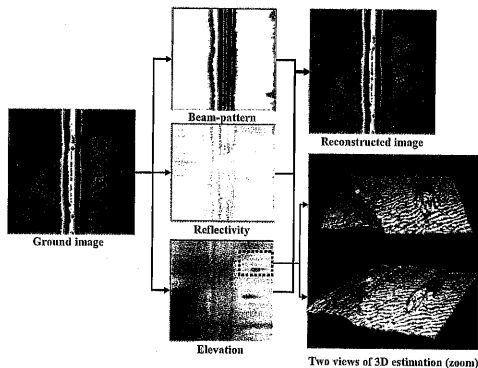 Beam-pattern
Reconstructed image
Ground image
Reflectivity
Elevation
Two views of 3D estimation (zoom)